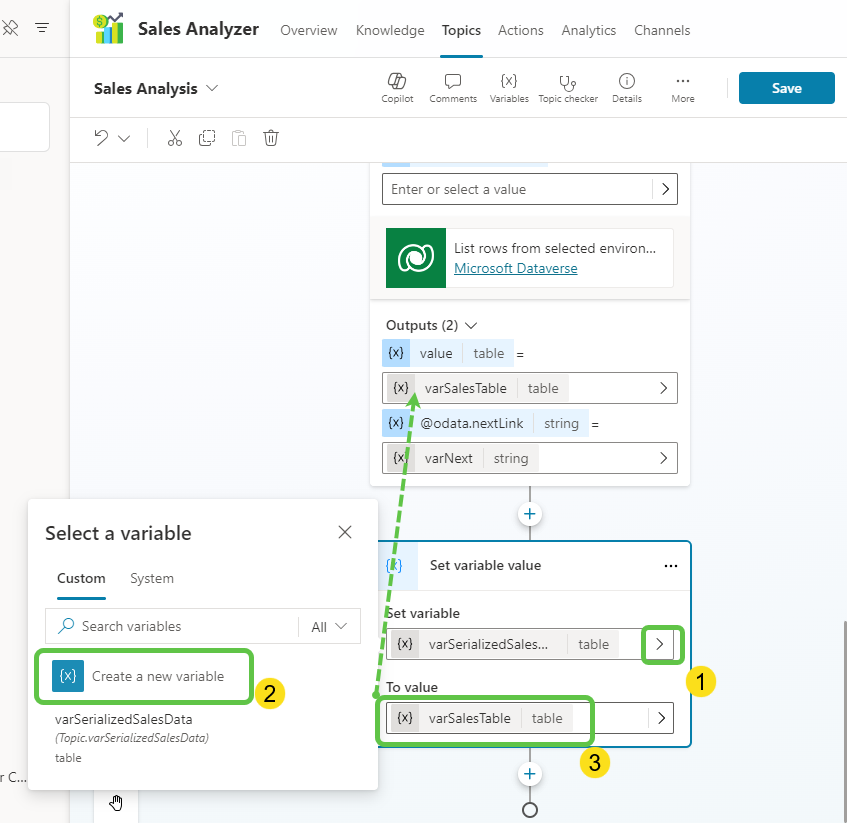 Sales Analyzer
Overview
Knowledge
Topics
Actions
Analytics
Channels
Sales Analysis
Copilot
Comments
{x}
Variables
Topic checker
Details
More
Save
Enter or select a value
List rows from selected environ...
Microsoft Dataverse
Outputs (2)
{x} value table =
{x} varSalesTable table
{x} @odata.nextLink string =
{x} varNext string
Select a variable
Custom
System
Search variables
All
{x} Create a new variable
2
varSerializedSalesData
(Topic.varSerializedSalesData)
table
{x} Set variable value
Set variable
{x} varSerializedSales... table
1
To value
{x} varSalesTable table
3
r C...